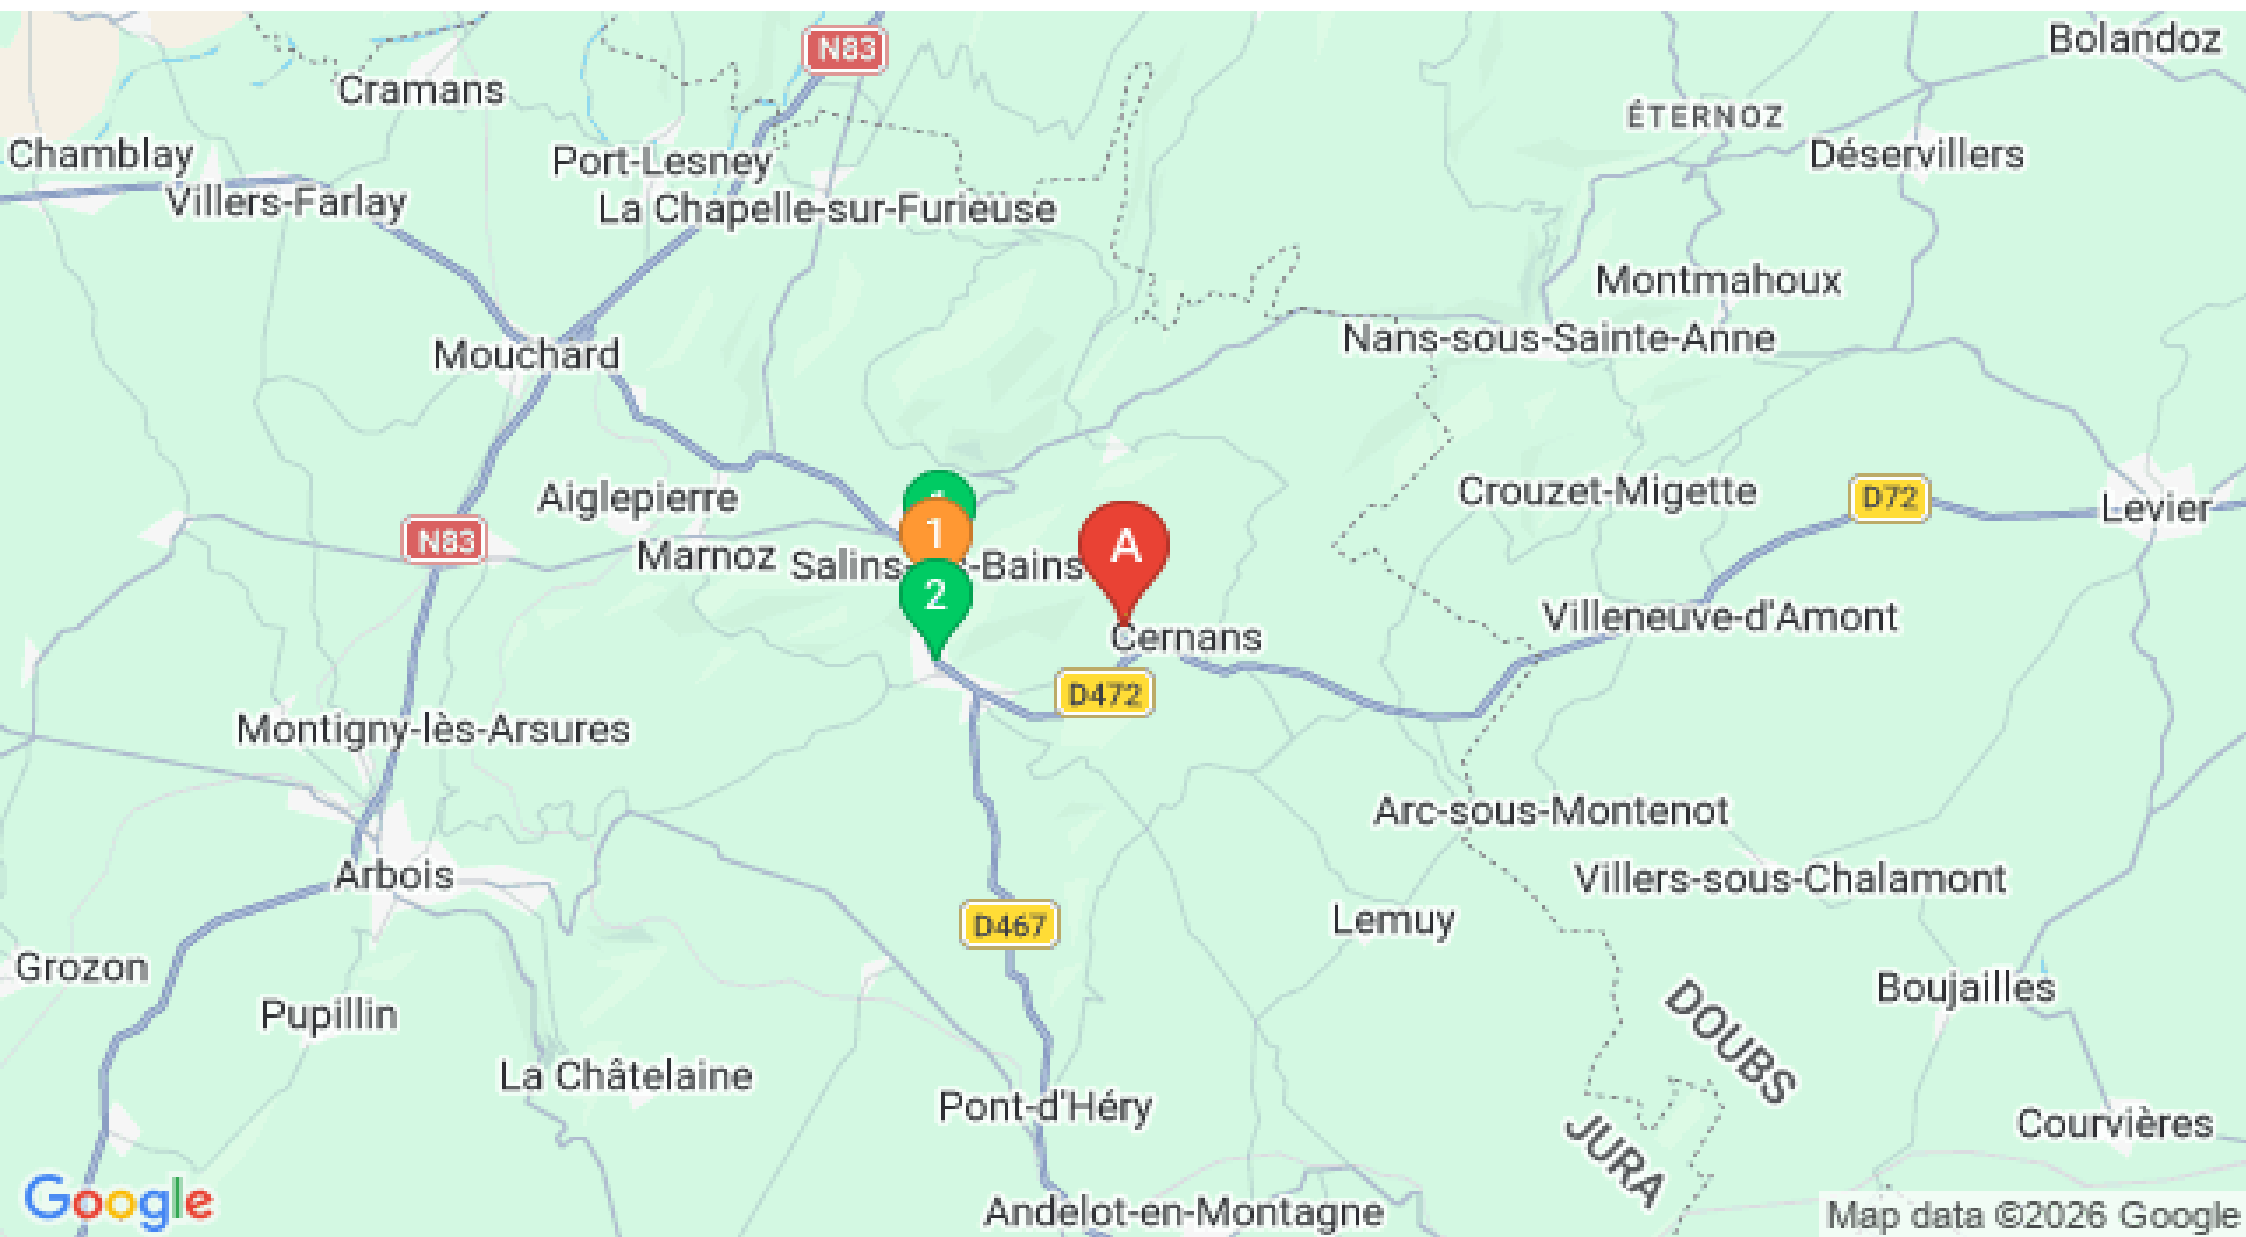 Bolandoz
N83
Cramans
ÉTERNOZ
Chamblay
Port-Lesney
Déservillers
Villers-Farlay
La Chapelle-sur-Furieuse
Montmahoux
Nans-sous-Sainte-Anne
Mouchard
Aiglepierre
Crouzet-Migette
D72
Levier
N83
1
A
Marnoz
Salins
-Bains
2
Cernans
Villeneuve-d'Amont
D472
Montigny-lès-Arsures
Arc-sous-Montenot
Arbois
Villers-sous-Chalamont
D467
Lemuy
Grozon
Boujailles
Pupillin
DOUBS
La Châtelaine
Pont-d'Héry
Courvières
JURA
Google
Andelot-en-Montagne
Map data ©2026 Google